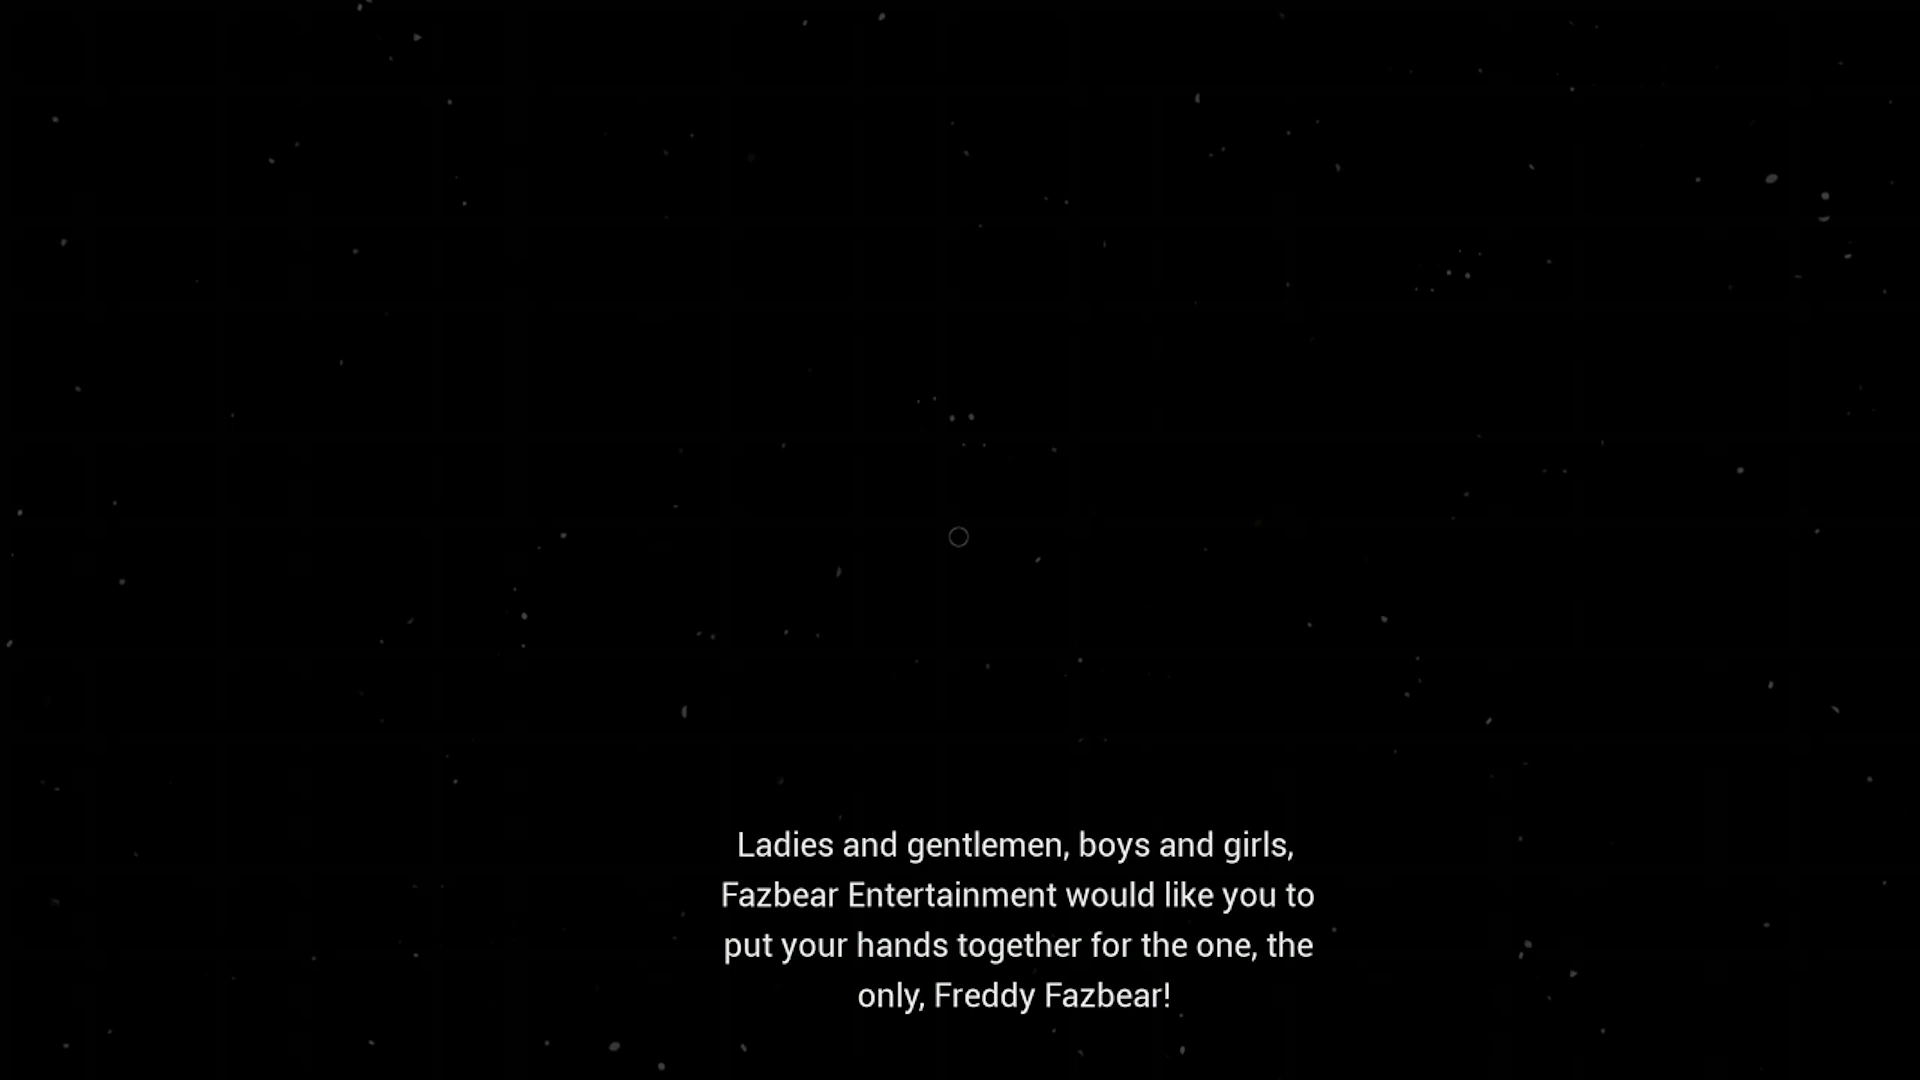 Ladies and gentlemen, boys and girls,
Fazbear Entertainment would like you to
put your hands together for the one, the
only, Freddy Fazbear!